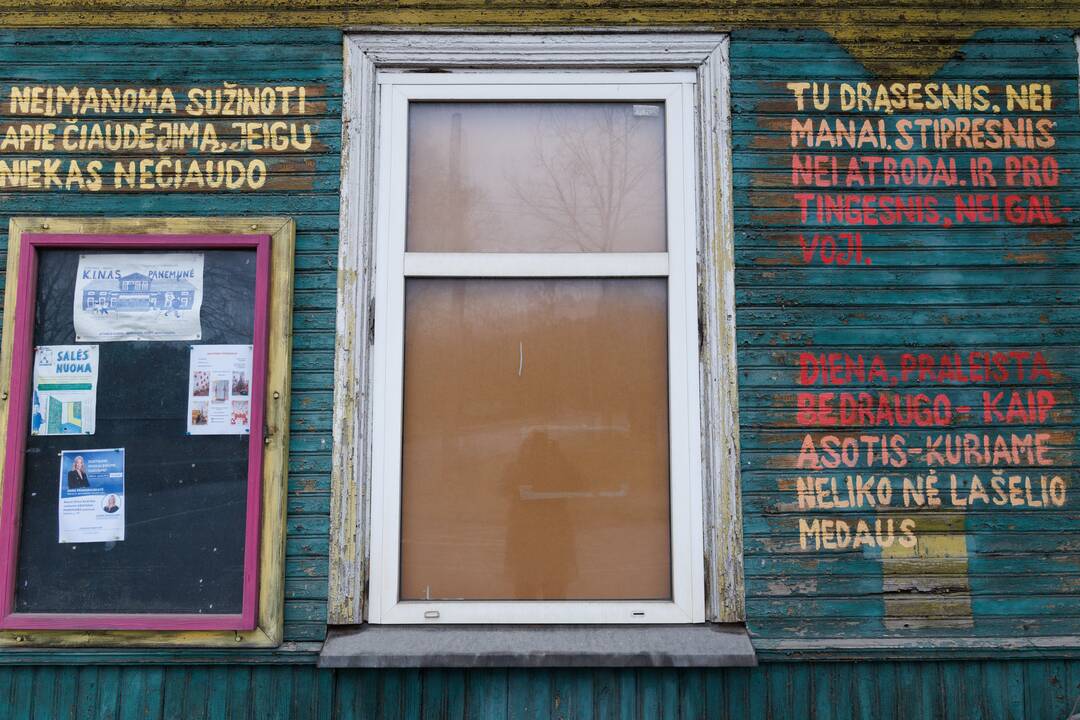 NEĮMANOMA SUŽINOTI
APIE ČIAUDĖJIMĄ, JEIGU
NIEKAS NEČIAUDO
KINAS PANEMUNĖ
SALĖS
NUOMA
TU DRĄSESNIS, NEI
MANAI. STIPRESNIS
NEI ATRODAI. IR PRO
TINGESNIS, NEI GAL
VOJI.
DIENA, PRALEISTA
BE DRAUGO- KAIP
ĄSOTIS- KURIAME
NELIKO NĖ LAŠELIO
MEDAUS